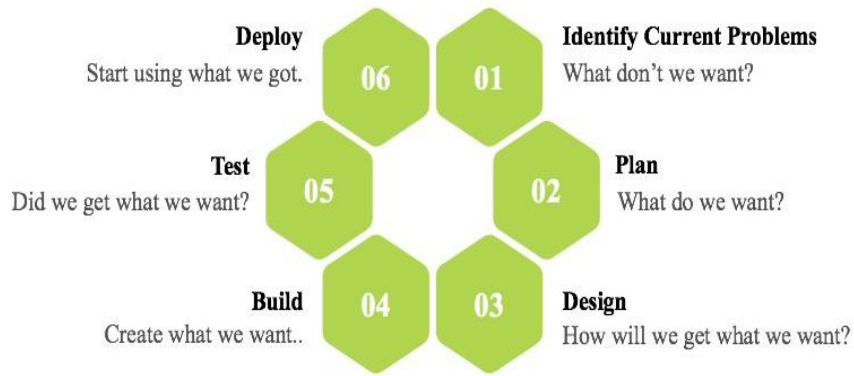 01
Identify Current Problems
What don't we want?
02
Plan
What do we want?
03
Design
How will we get what we want?
04
Build
Create what we want..
05
Test
Did we get what we want?
06
Deploy
Start using what we got.